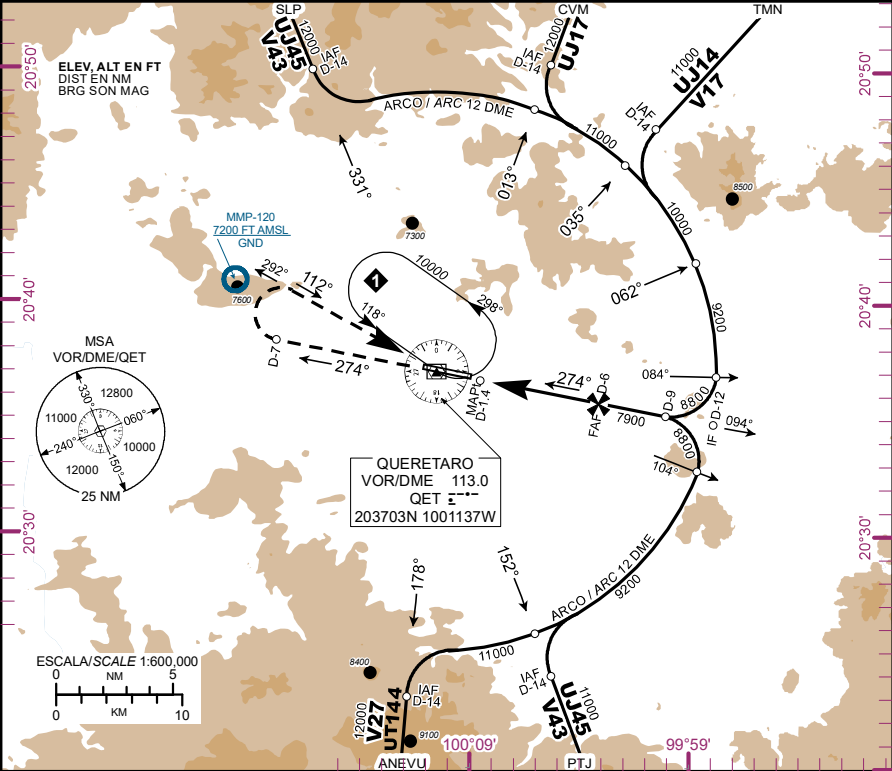 SLP
CVM
TMN
12000
UJ45
V43
IAF
D-14
12000
UJ17
IAF
D-14
11000
UJ14
V17
IAF
D-14
20°50'
20°50'
ELEV, ALT EN FT
DIST EN NM
BRG SON MAG
ARCO / ARC 12 DME
11000
331°
013°
035°
8500
MMP-120
7200 FT AMSL
GND
7300
10000
292°
112°
7600
1
10000
062°
118°
298°
20°40'
20°40'
9200
MSA
VOR/DME/QET
D-7
274°
MAPt
D-1.4
274°
D-6
FAF
7900
D-9
084°
8800
IF D-12
094°
8800
104°
330°
12800
11000
060°
240°
10000
12000
150°
25 NM
QUERETARO
VOR/DME 113.0
QET
203703N 1001137W
20°30'
20°30'
178°
152°
ARCO / ARC 12 DME
9200
11000
ESCALA/SCALE 1:600,000
0 NM 5
0 KM 10
8400
12000
V27
UT144
IAF
D-14
9100
IAF
D-14
11000
UJ45
V43
100°09'
99°59'
ANEVU
PTJ